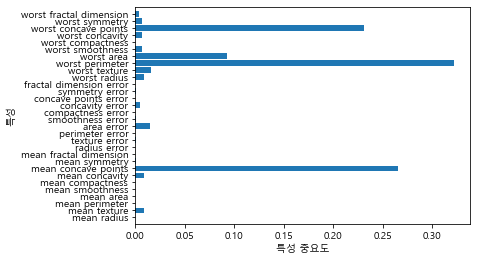 worst fractal dimension
worst symmetry
worst concave points
worst concavity
worst compactness
worst smoothness
worst area
worst perimeter
worst texture
worst radius
fractal dimension error
symmetry error
concave points error
concavity error
compactness error
smoothness error
area error
perimeter error
texture error
radius error
mean fractal dimension
mean symmetry
mean concave points
mean concavity
mean compactness
mean smoothness
mean area
mean perimeter
mean texture
mean radius
특성
0.00 0.05 0.10 0.15 0.20 0.25 0.30
특성 중요도